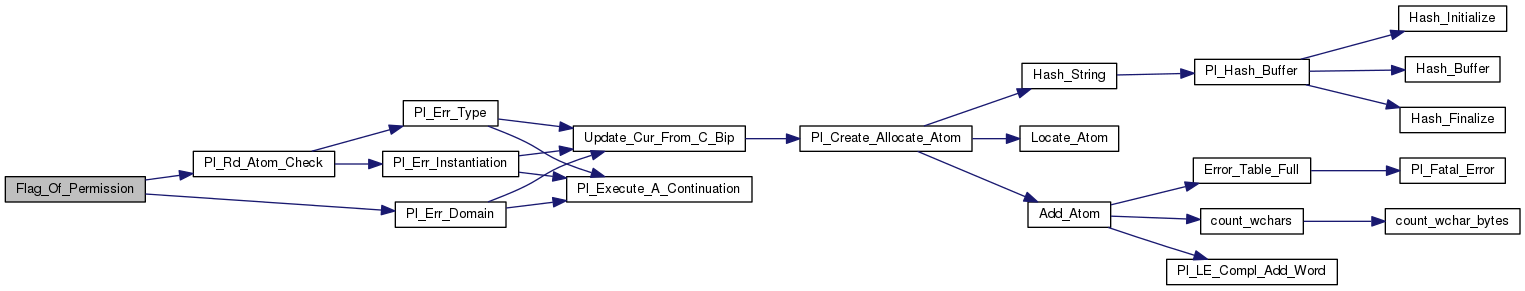 Flag_Of_Permission
Pl_Rd_Atom_Check
Pl_Err_Type
Pl_Err_Instantiation
Pl_Err_Domain
Update_Cur_From_C_Bip
Pl_Execute_A_Continuation
Pl_Create_Allocate_Atom
Hash_String
Locate_Atom
Add_Atom
Pl_Hash_Buffer
Hash_Initialize
Hash_Buffer
Hash_Finalize
Error_Table_Full
Pl_Fatal_Error
count_wchars
count_wchar_bytes
Pl_LE_Compl_Add_Word